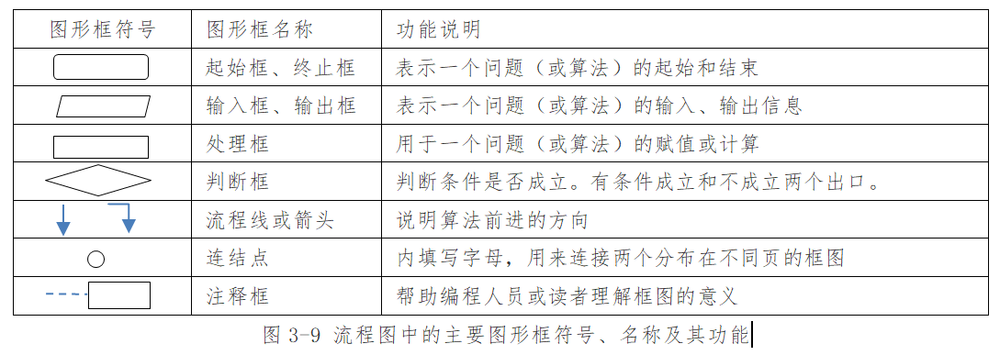 图形框符号 图形框名称 功能说明
起始框、终止框 表示一个问题（或算法）的起始和结束
输入框、输出框 表示一个问题（或算法）的输入、输出信息
处理框 用于一个问题（或算法）的赋值或计算
判断框 判断条件是否成立。有条件成立和不成立两个出口。
流程线或箭头 说明算法前进的方向
连结点 内填写字母，用来连接两个分布在不同页的框图
注释框 帮助编程人员或读者理解框图的意义
图 3-9 流程图中的主要图形框符号、名称及其功能